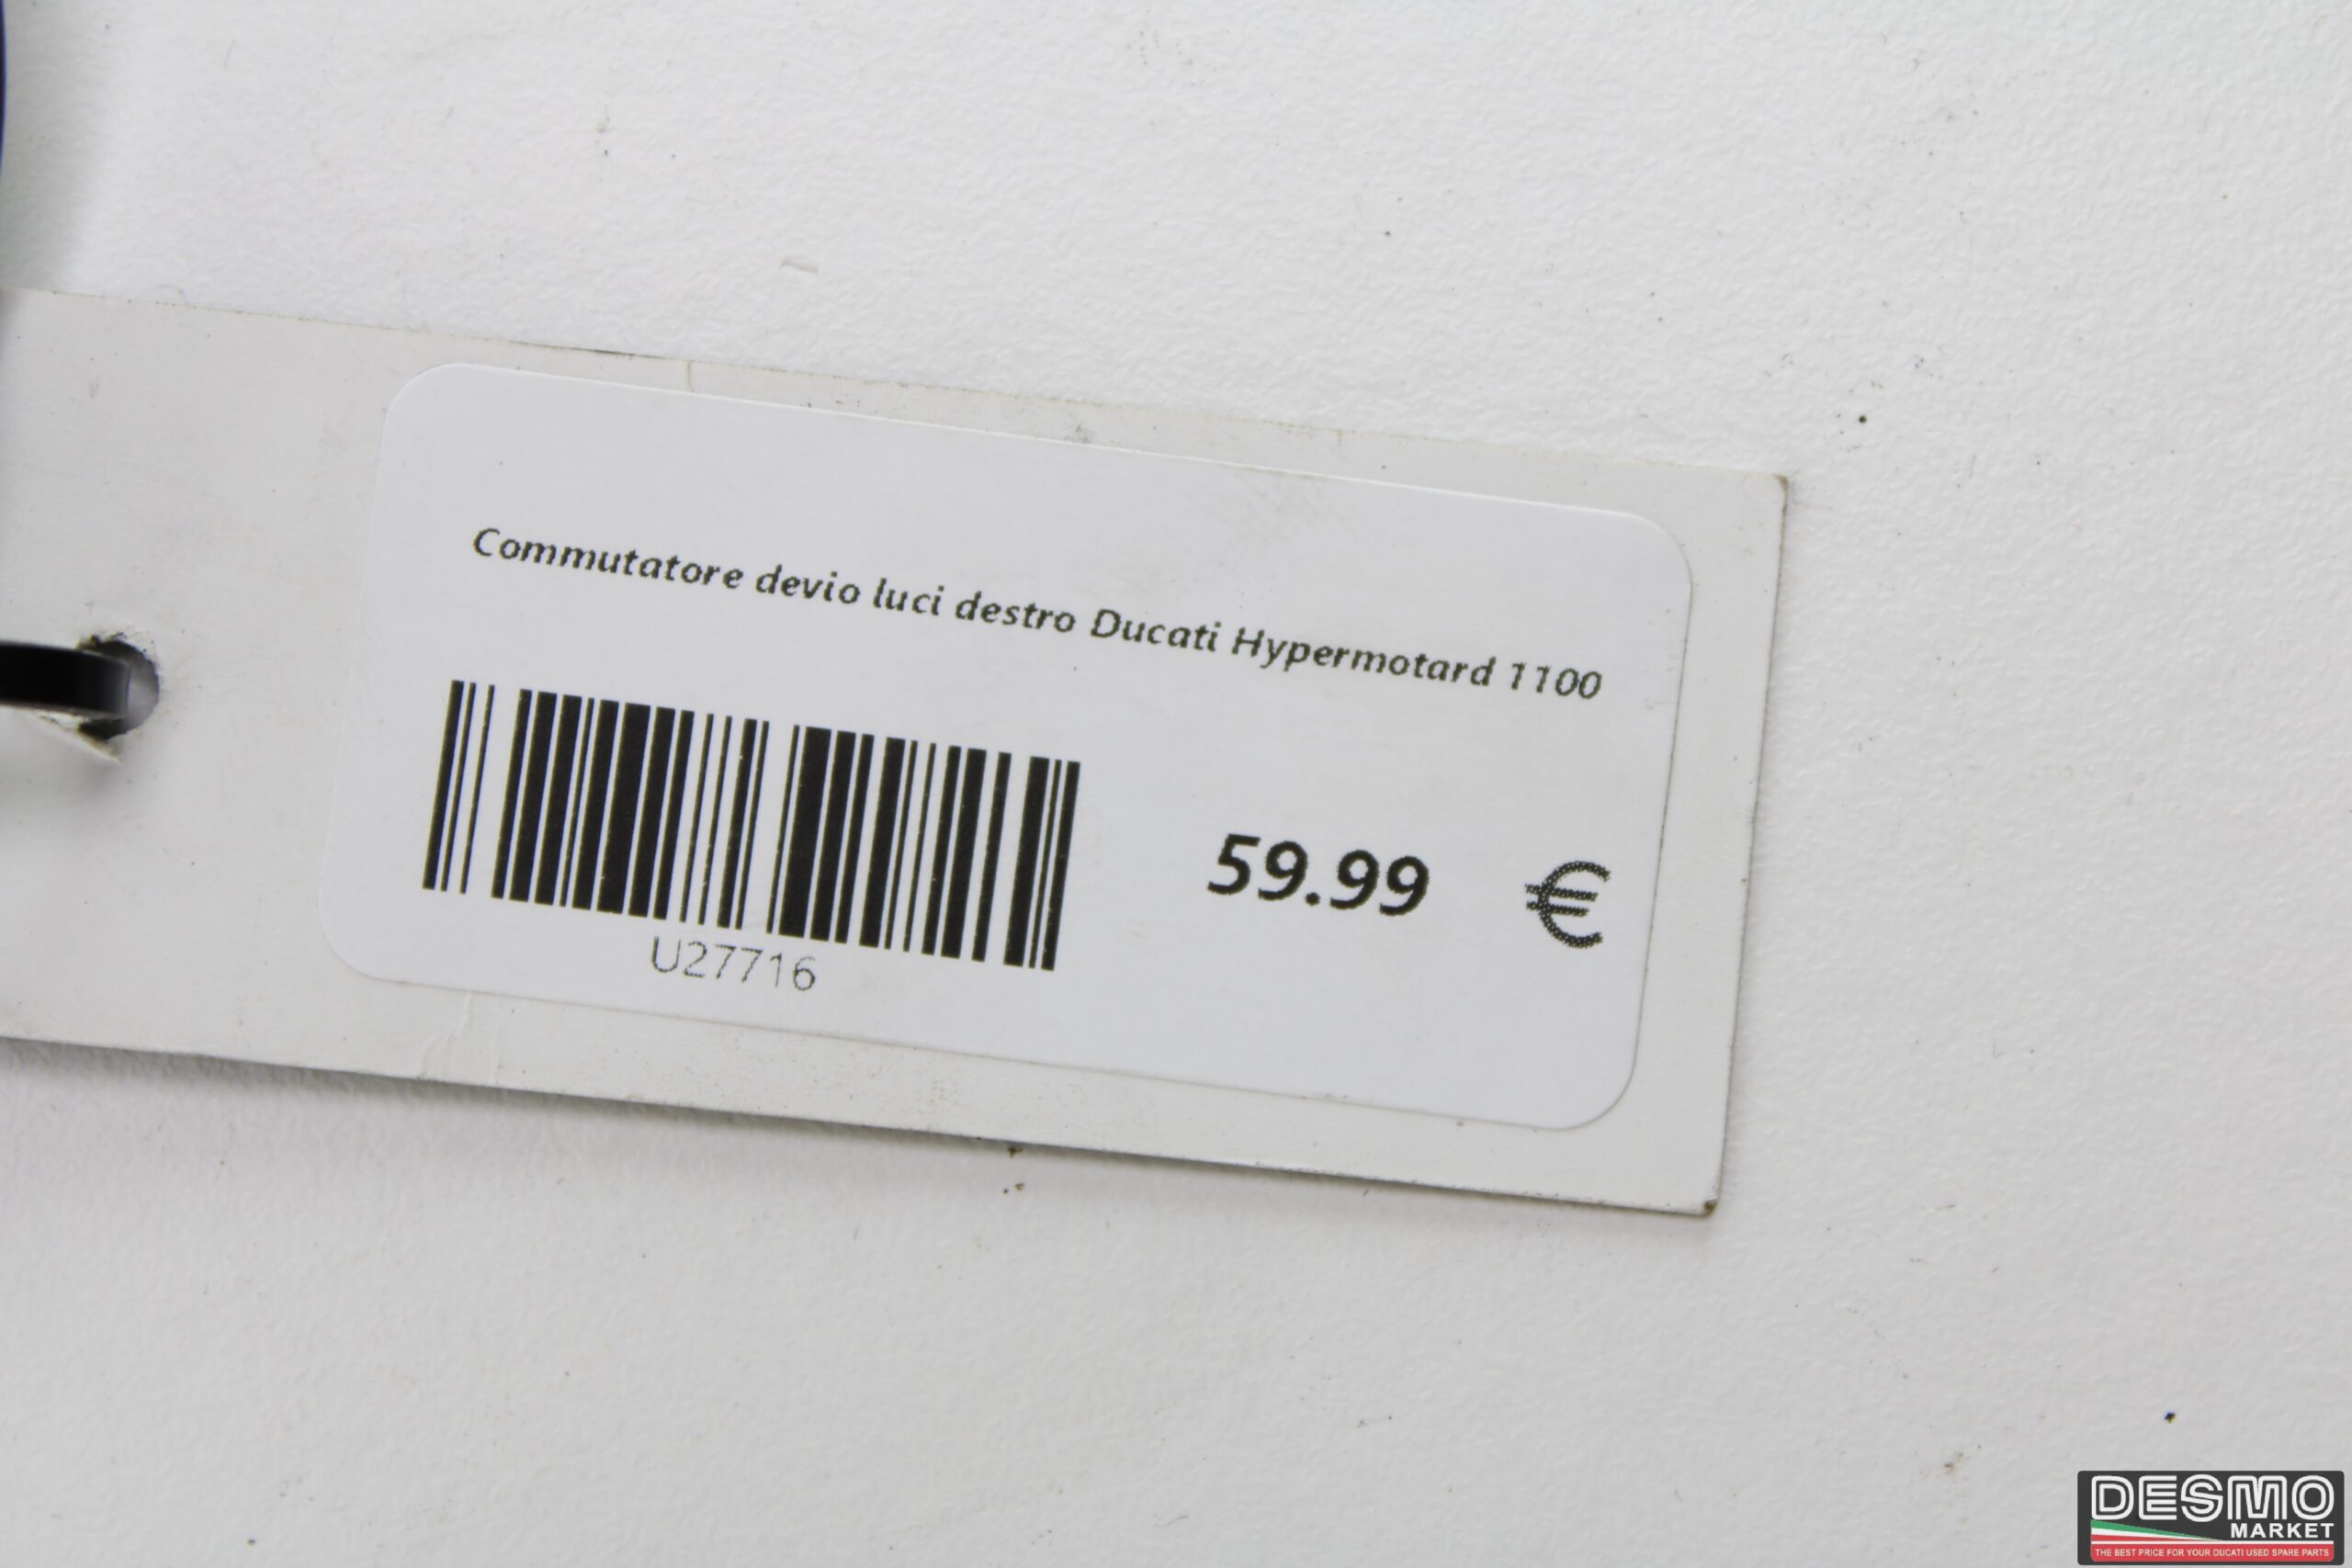 Commutatore devio luci destro Ducati Hypermotard 1100
59.99 €
U27716
DESMO
MARKET
THE BEST PRICE FOR YOUR DUCATI USED SPARE PARTS